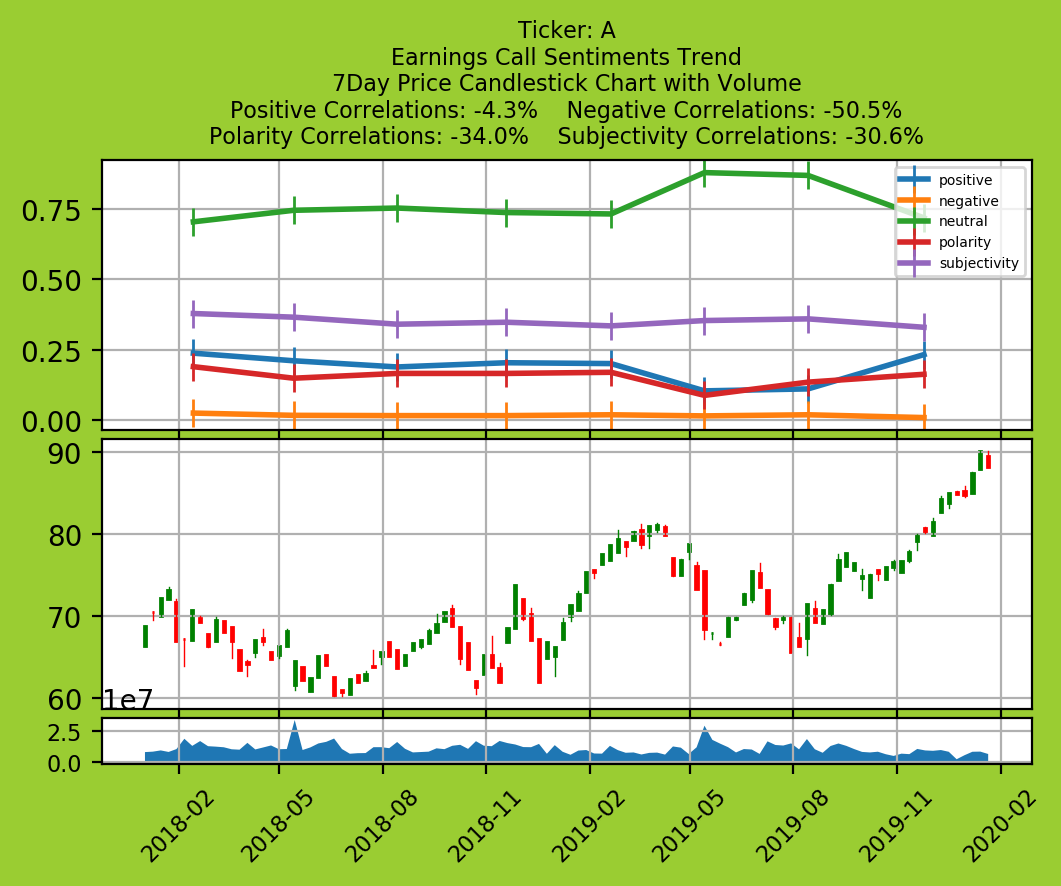 Ticker: A
Earnings Call Sentiments Trend
7Day Price Candlestick Chart with Volume
Positive Correlations: -4.3%    Negative Correlations: -50.5%
Polarity Correlations: -34.0%    Subjectivity Correlations: -30.6%
positive
negative
neutral
polarity
subjectivity
0.75
0.50
0.25
0.00
90
80
70
60
1e7
2.5
0.0
2018-02
2018-05
2018-08
2018-11
2019-02
2019-05
2019-08
2019-11
2020-02